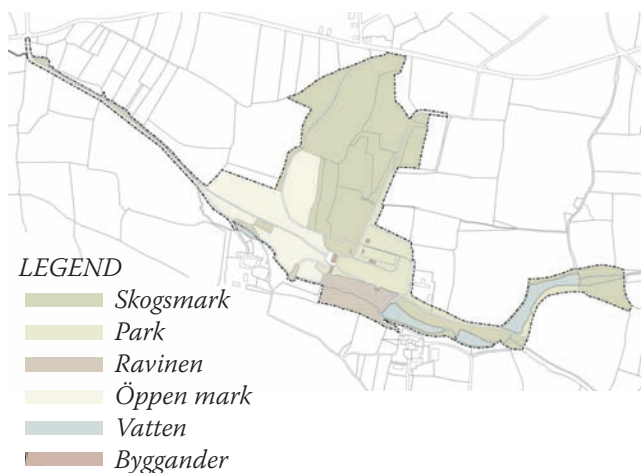 LEGEND
Skogsmark
Park
Ravinen
Öppen mark
Vatten
Byggander